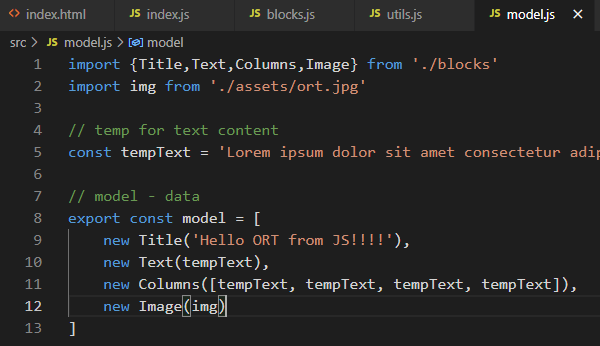 index.html JS index.js JS blocks.js JS utils.js JS model.js
src > JS model.js > model
1 import {Title,Text,Columns,Image} from './blocks'
2 import img from './assets/ort.jpg'
3
4 // temp for text content
5 const tempText = 'Lorem ipsum dolor sit amet consectetur adip
6
7 // model - data
8 export const model = [
9 new Title('Hello ORT from JS!!!!'),
10 new Text(tempText),
11 new Columns([tempText, tempText, tempText, tempText]),
12 new Image(img)
13 ]